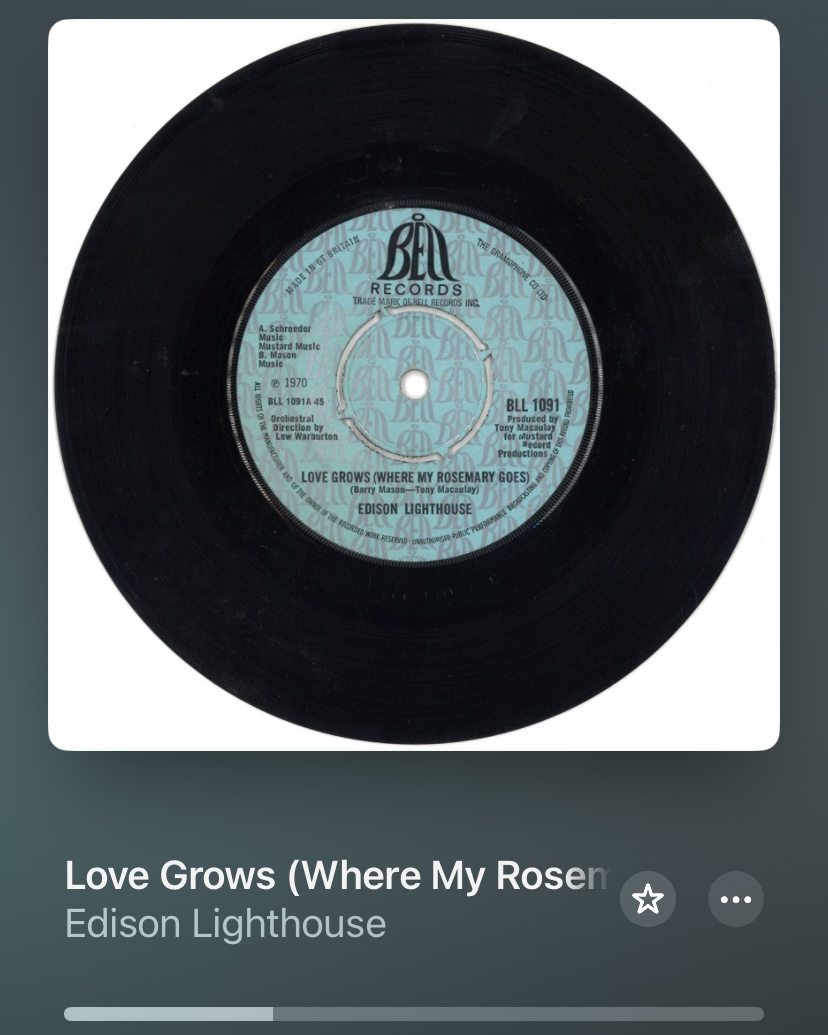 BELL
RECORDS
TRADE MARK OF BELL RECORDS INC.
MADE IN GT BRITAIN
THE GRAMOPHONE CO LTD
A. Schroeder
Music
Mustard Music
B. Mason
Music
℗ 1970
BLL 1091A 45
Orchestral
Direction by
Lew Warburton
BLL 1091
Produced by
Tony Macaulay
for Mustard
Record
Productions
LOVE GROWS (WHERE MY ROSEMARY GOES)
(Barry Mason—Tony Macaulay)
EDISON LIGHTHOUSE
ALL RIGHTS OF THE MANUFACTURER AND OF THE OWNER OF THE RECORDED WORK RESERVED · UNAUTHORISED PUBLIC PERFORMANCE BROADCASTING AND COPYING OF THIS RECORD PROHIBITED
Love Grows (Where My Rosem
Edison Lighthouse